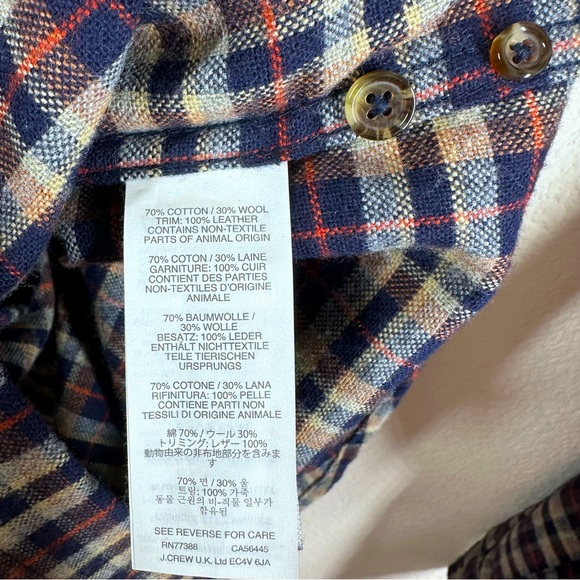 70% COTTON / 30% WOOL
TRIM: 100% LEATHER
CONTAINS NON-TEXTILE
PARTS OF ANIMAL ORIGIN
70% COTON / 30% LAINE
GARNITURE: 100% CUIR
CONTIENT DES PARTIES
NON-TEXTILES D'ORIGINE
ANIMALE
70% BAUMWOLLE /
30% WOLLE
BESATZ: 100% LEDER
ENTHÄLT NICHTTEXTILE
TEILE TIERISCHEN
URSPRUNGS
70% COTONE / 30% LANA
RIFINITURA: 100% PELLE
CONTIENE PARTI NON
TESSILI DI ORIGINE ANIMALE
綿 70% / ウール 30%
トリミング: レザー 100%
動物由来の非布地部分を含みます
。
70% 면 / 30% 울
트림: 100% 가죽
동물 근원의 비-직물 일부가
함유됨
SEE REVERSE FOR CARE
RN77388 CA56445
J.CREW U.K. Ltd EC4V 6JA